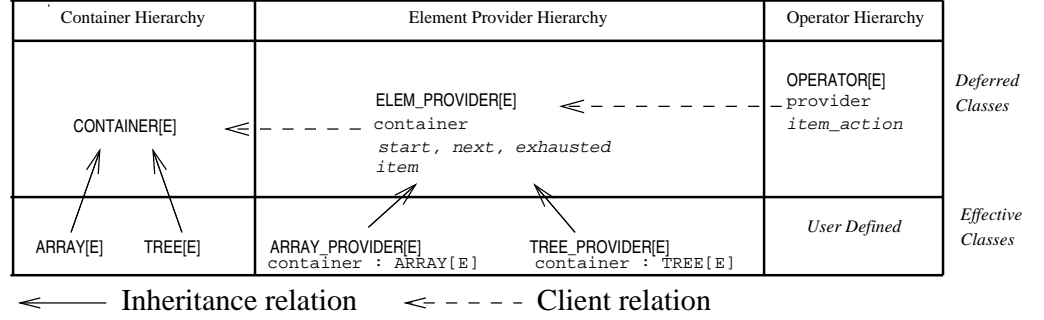 Container Hierarchy
Element Provider Hierarchy
Operator Hierarchy
CONTAINER[E]
ELEM_PROVIDER[E]
container
start, next, exhausted
item
OPERATOR[E]
provider
item_action
Deferred
Classes
ARRAY[E]
TREE[E]
ARRAY_PROVIDER[E]
container : ARRAY[E]
TREE_PROVIDER[E]
container : TREE[E]
User Defined
Effective
Classes
Inheritance relation
Client relation